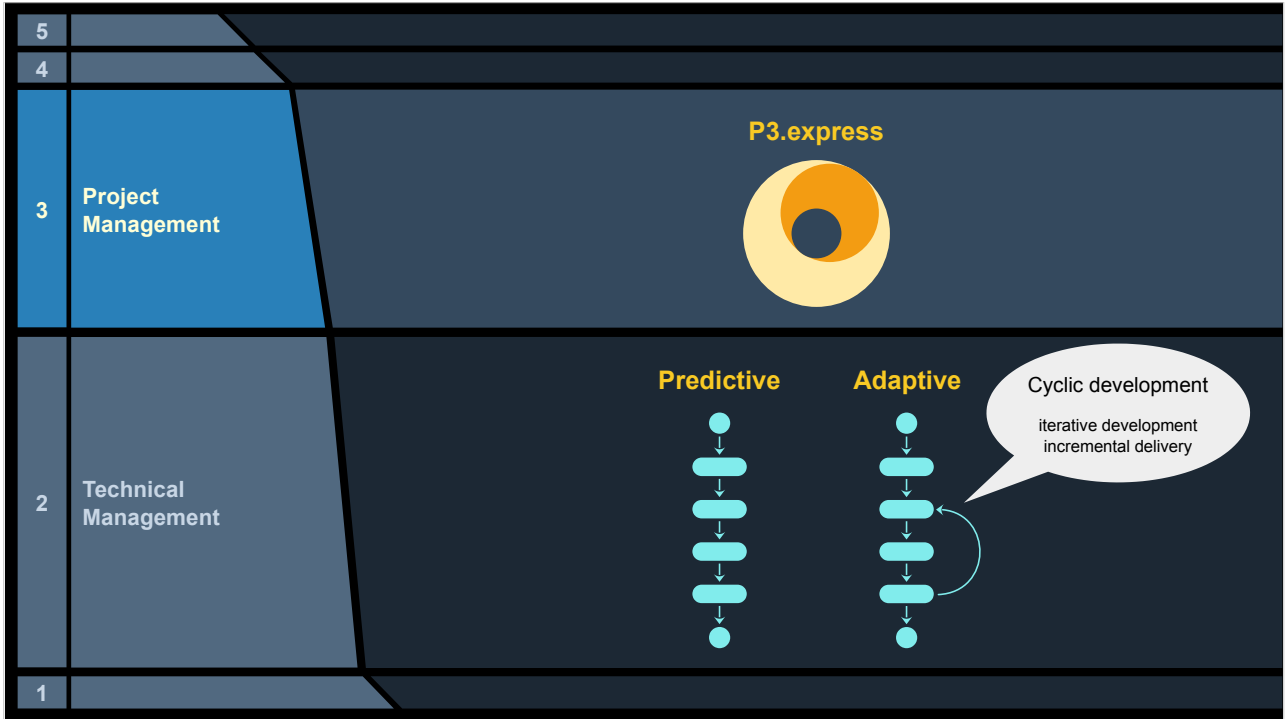 5
4
P3.express
3
Project
Management
Predictive
Adaptive
Cyclic development
iterative development
incremental delivery
2
Technical
Management
1